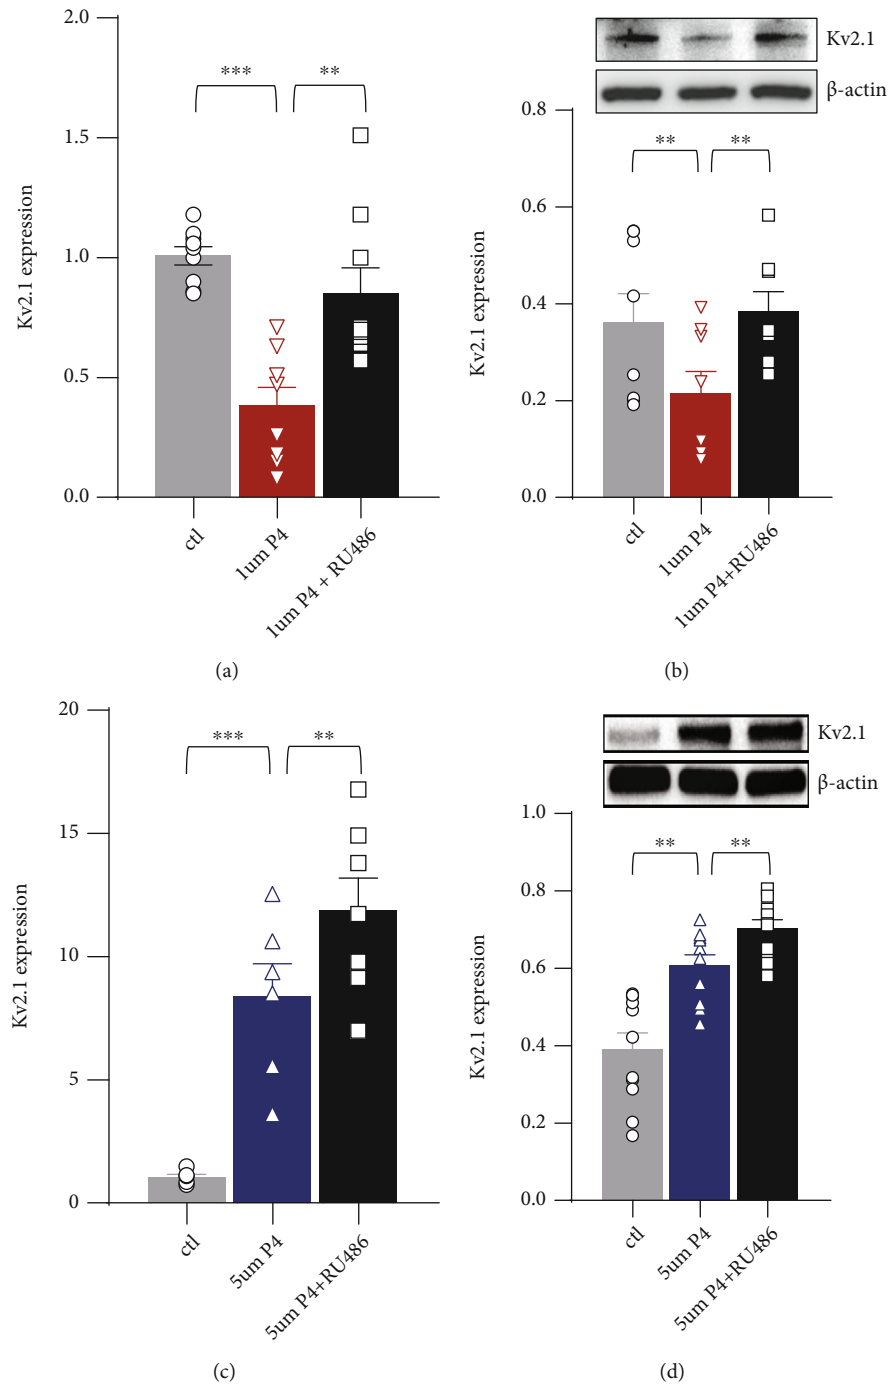 2.0
1.5
1.0
0.5
0.0
Kv2.1 expression
***
**
ctl
1um P4
1um P4 + RU486
(a)
Kv2.1
β-actin
0.8
0.6
0.4
0.2
0.0
Kv2.1 expression
**
**
ctl
1um P4
1um P4+RU486
(b)
20
15
10
5
0
Kv2.1 expression
***
**
ctl
5um P4
5um P4+RU486
(c)
Kv2.1
β-actin
1.0
0.8
0.6
0.4
0.2
0.0
Kv2.1 expression
**
**
ctl
5um P4
5um P4+RU486
(d)